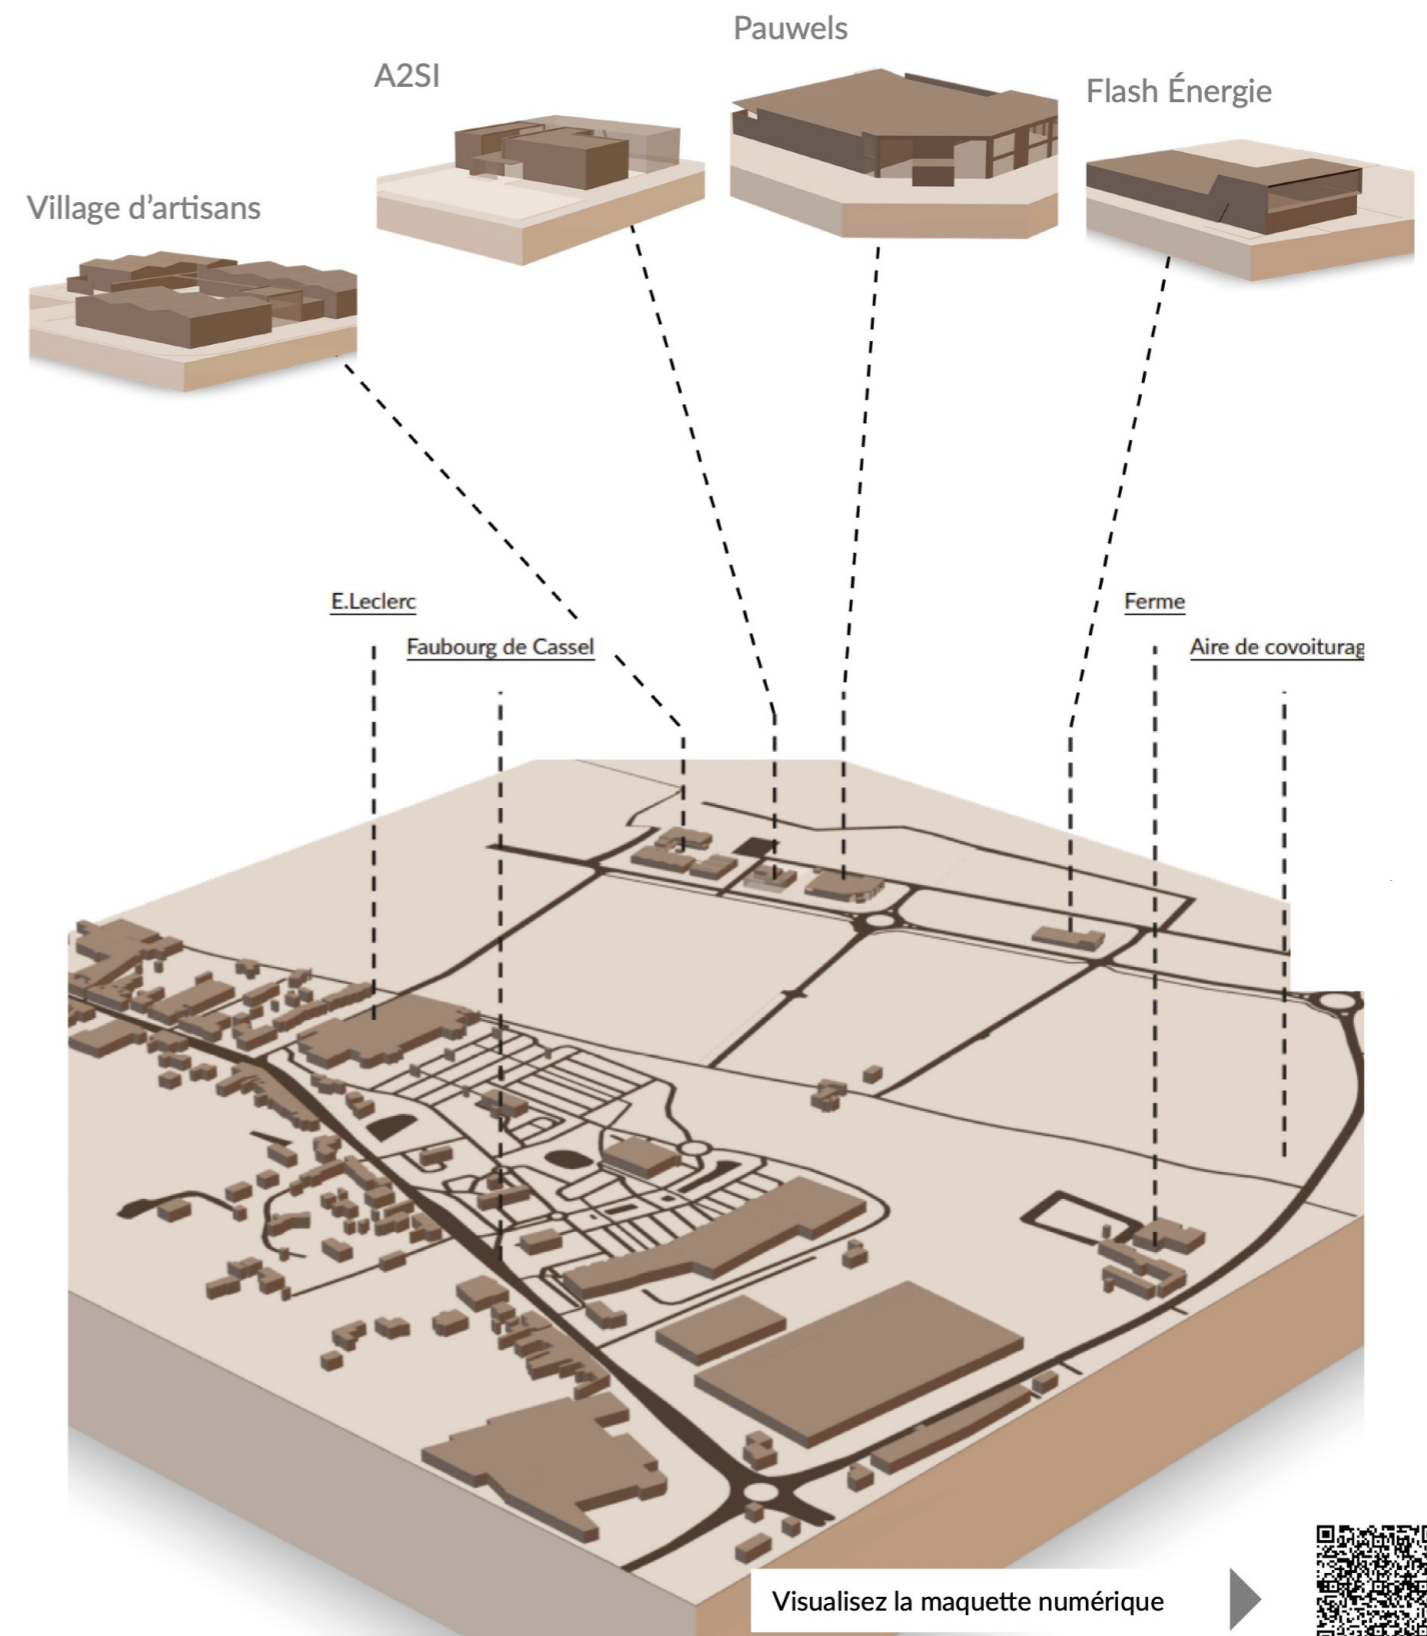 Pauwels
A2SI
Flash Énergie
Village d'artisans
E.Leclerc
Ferme
Faubourg de Cassel
Aire de covoiturag
Visualisez la maquette numérique